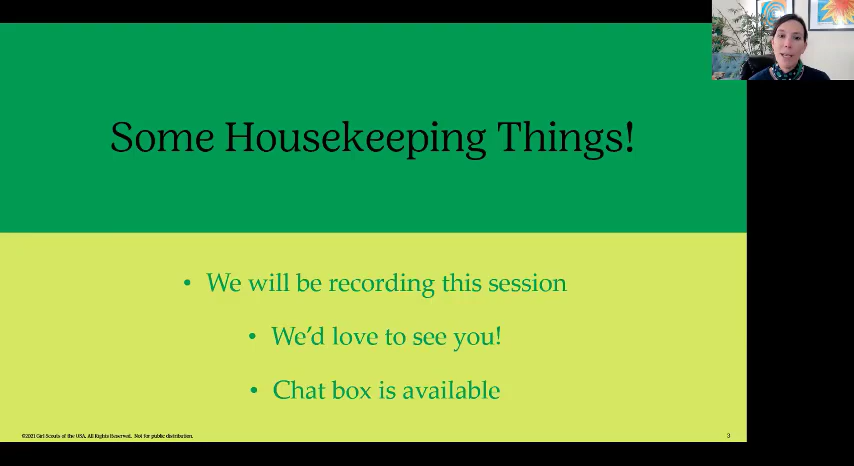 Some Housekeeping Things!
• We will be recording this session
• We'd love to see you!
• Chat box is available
©2021 Girl Scouts of the USA. All Rights Reserved. Not for public distribution.
3